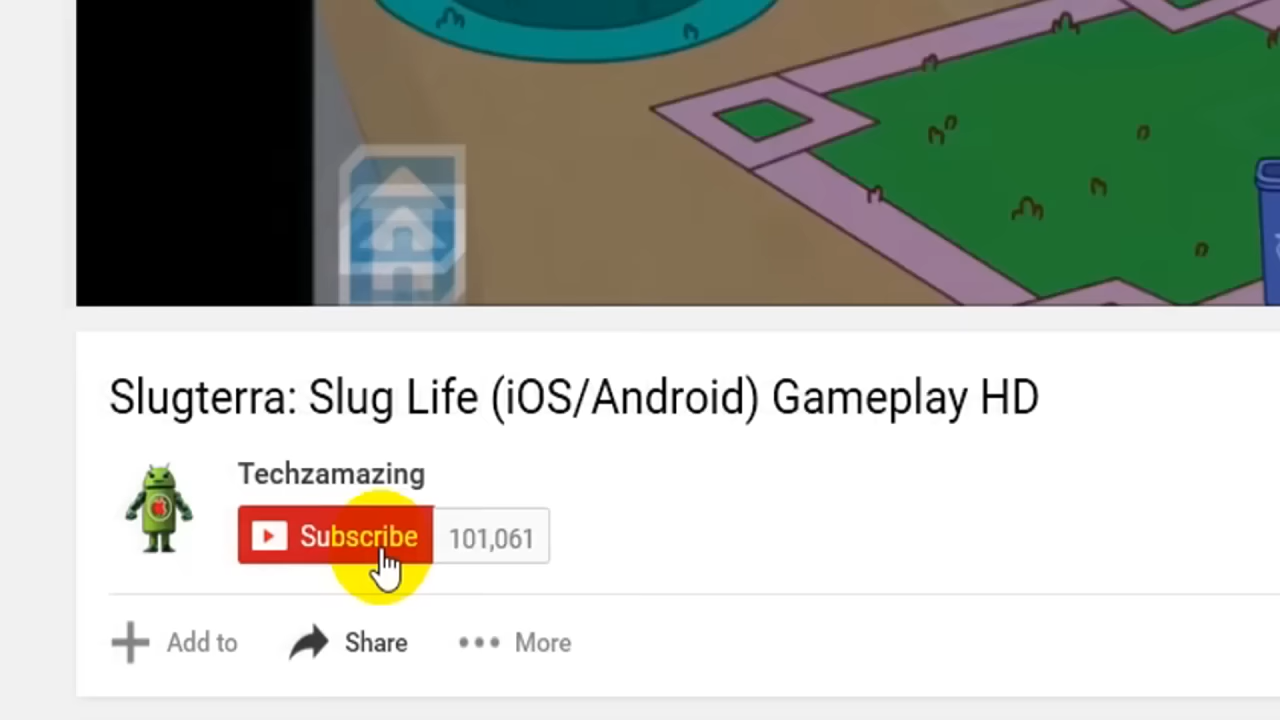 Slugterra: Slug Life (iOS/Android) Gameplay HD
Techzamazing
Subscribe 101,061
Add to Share More